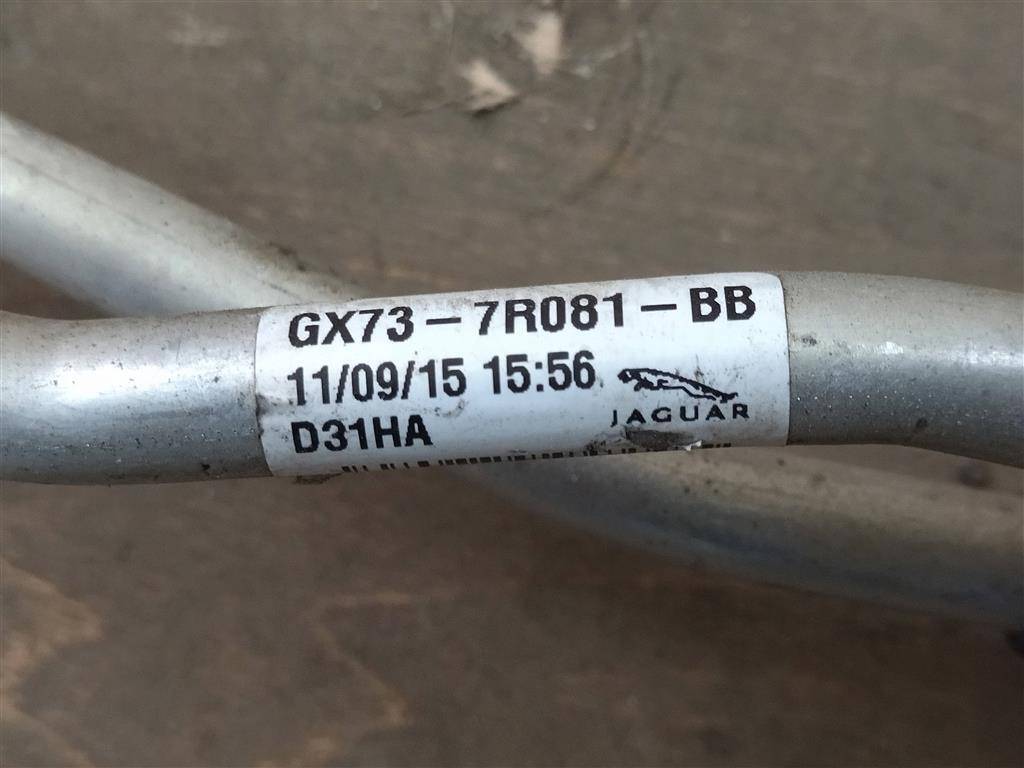 GX73-7R081-BB
11/09/15 15:56
D31HA
JAGUAR